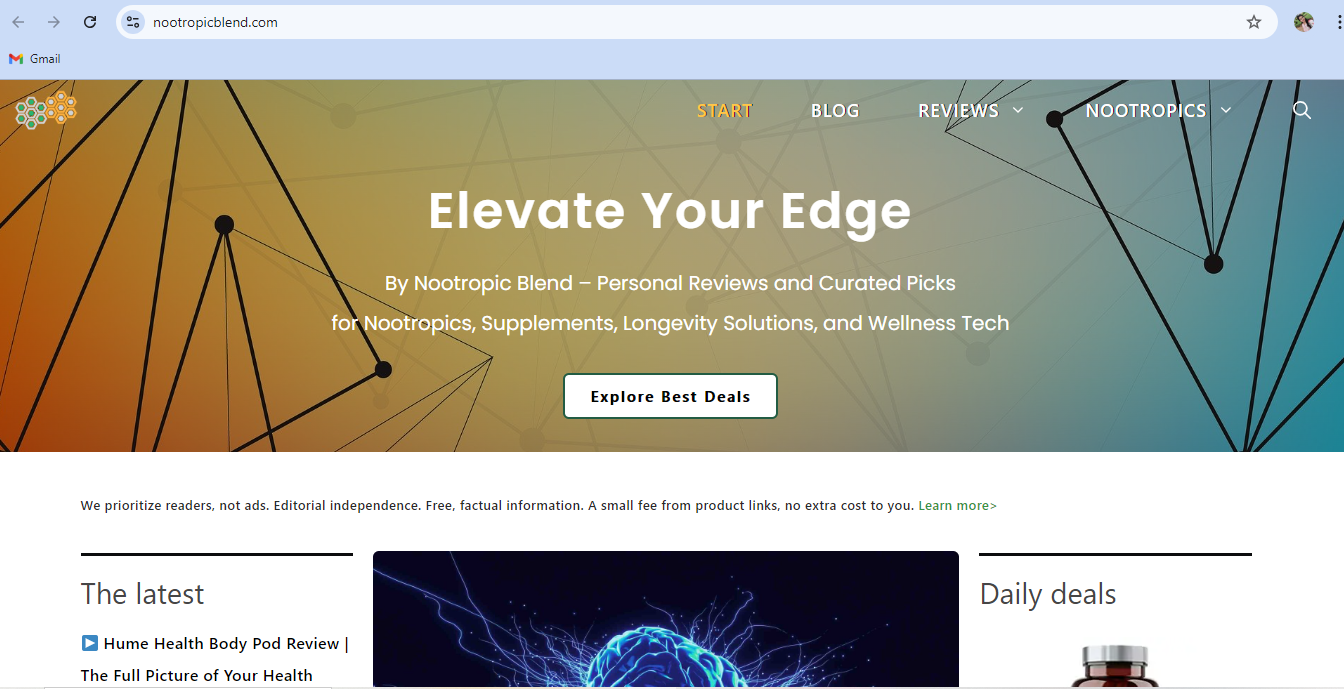 nootropicblend.com
Gmail
START BLOG REVIEWS NOOTROPICS
Elevate Your Edge
By Nootropic Blend – Personal Reviews and Curated Picks
for Nootropics, Supplements, Longevity Solutions, and Wellness Tech
Explore Best Deals
We prioritize readers, not ads. Editorial independence. Free, factual information. A small fee from product links, no extra cost to you. Learn more>
The latest
Hume Health Body Pod Review |
The Full Picture of Your Health
Daily deals